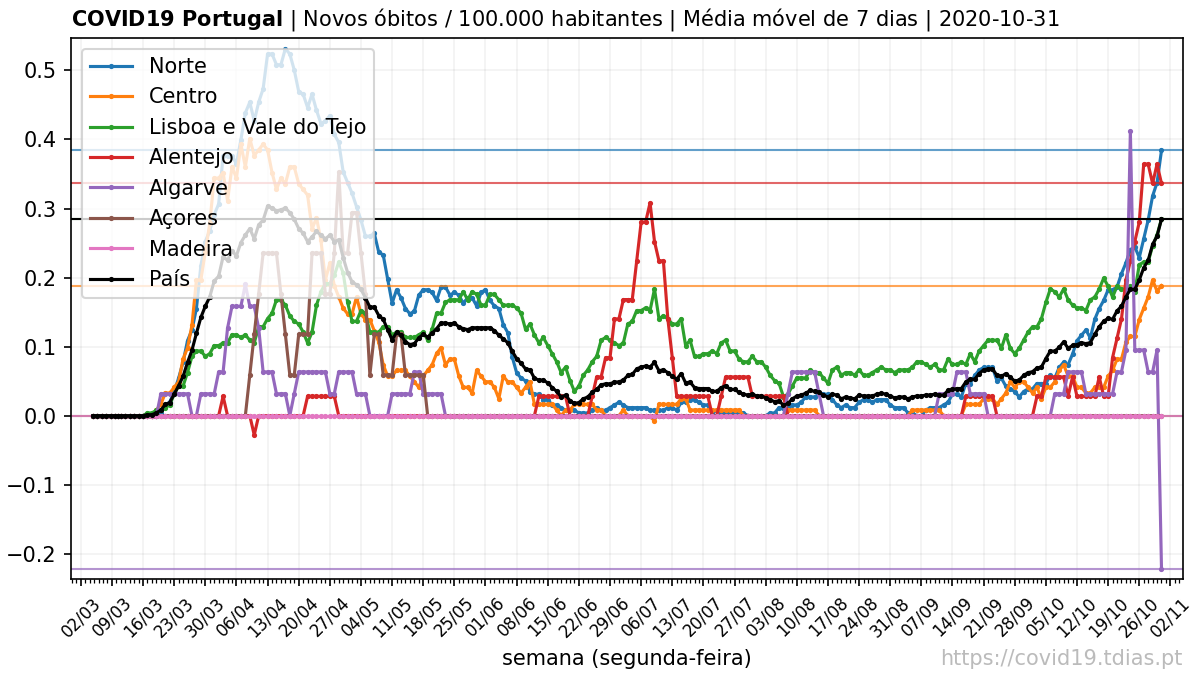 COVID19 Portugal | Novos óbitos / 100.000 habitantes | Média móvel de 7 dias | 2020-10-31
0.5
0.4
0.3
0.2
0.1
0.0
−0.1
−0.2
Norte
Centro
Lisboa e Vale do Tejo
Alentejo
Algarve
Açores
Madeira
País
02/03 09/03 16/03 23/03 30/03 06/04 13/04 20/04 27/04 04/05 11/05 18/05 25/05 01/06 08/06 15/06 22/06 29/06 06/07 13/07 20/07 27/07 03/08 10/08 17/08 24/08 31/08 07/09 14/09 21/09 28/09 05/10 12/10 19/10 26/10 02/11
semana (segunda-feira)
https://covid19.tdias.pt